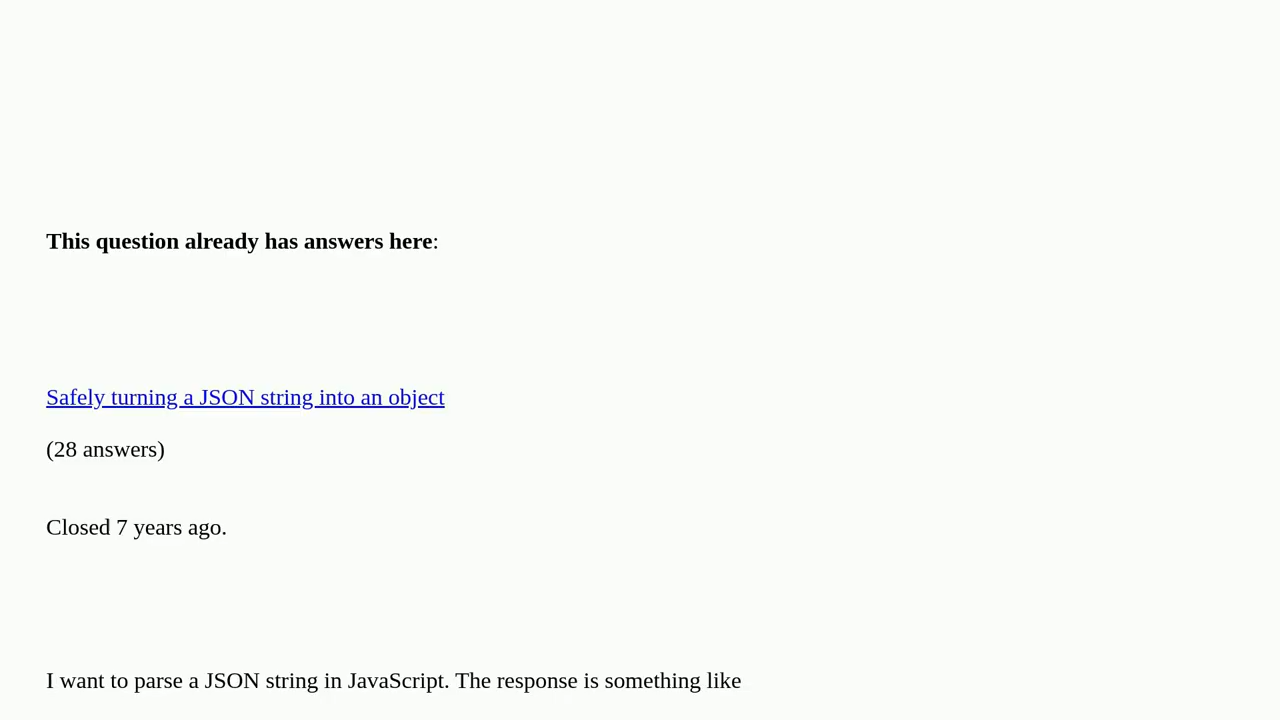 This question already has answers here:
Safely turning a JSON string into an object
(28 answers)
Closed 7 years ago.
I want to parse a JSON string in JavaScript. The response is something like